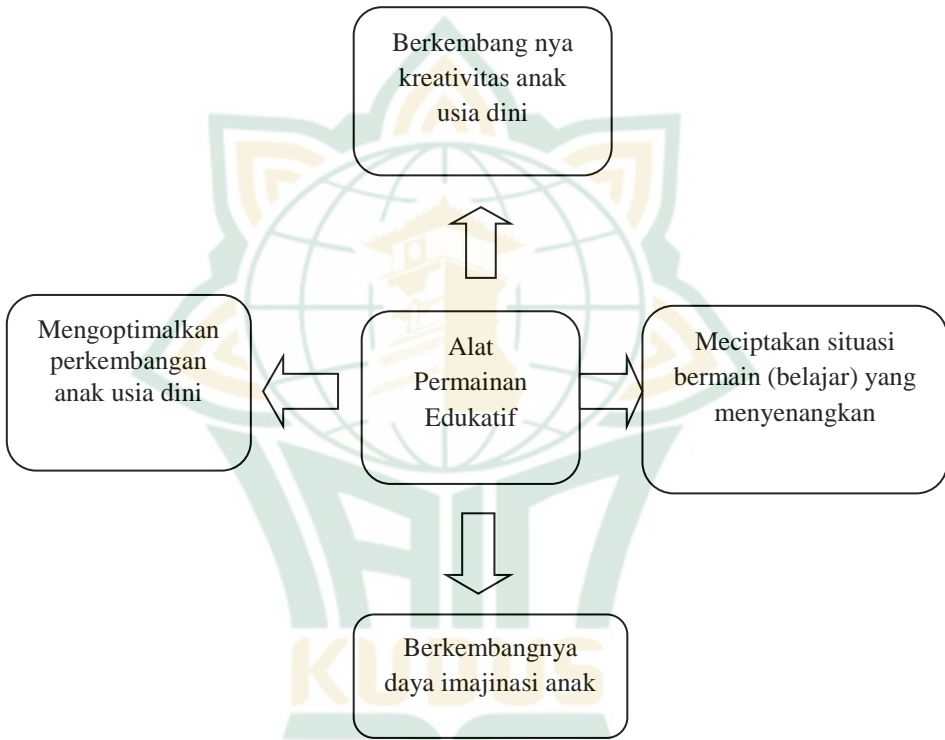 Berkembang nya
kreativitas anak
usia dini
Mengoptimalkan
perkembangan
anak usia dini
Alat
Permainan
Edukatif
Meciptakan situasi
bermain (belajar) yang
menyenangkan
Berkembangnya
daya imajinasi anak
KUDUS